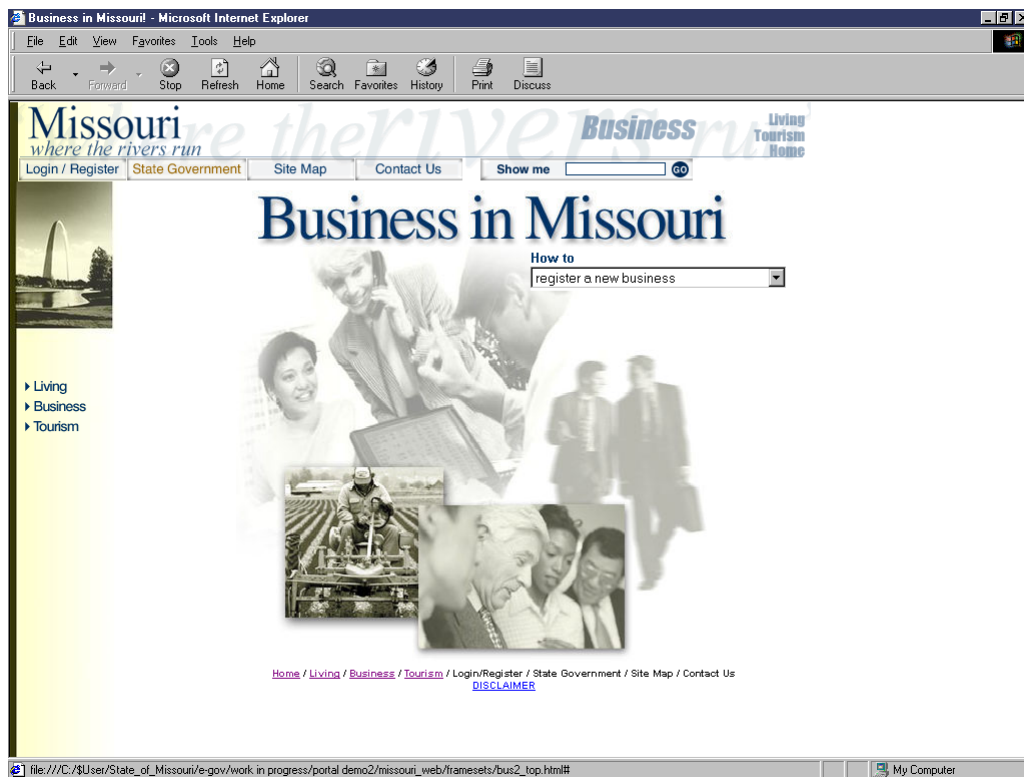 Business in Missouri! - Microsoft Internet Explorer
File Edit View Favorites Tools Help
Back Forward Stop Refresh Home Search Favorites History Print Discuss
Missouri
where the rivers run
re the rivers run
Business
Living
Tourism
Home
Login / Register State Government Site Map Contact Us Show me GO
Business in Missouri
How to
register a new business
Living
Business
Tourism
Home / Living / Business / Tourism / Login/Register / State Government / Site Map / Contact Us
DISCLAIMER
file:///C:/$User/State_of_Missouri/e-gov/work in progress/portal demo2/missouri_web/framesets/bus2_top.html# My Computer